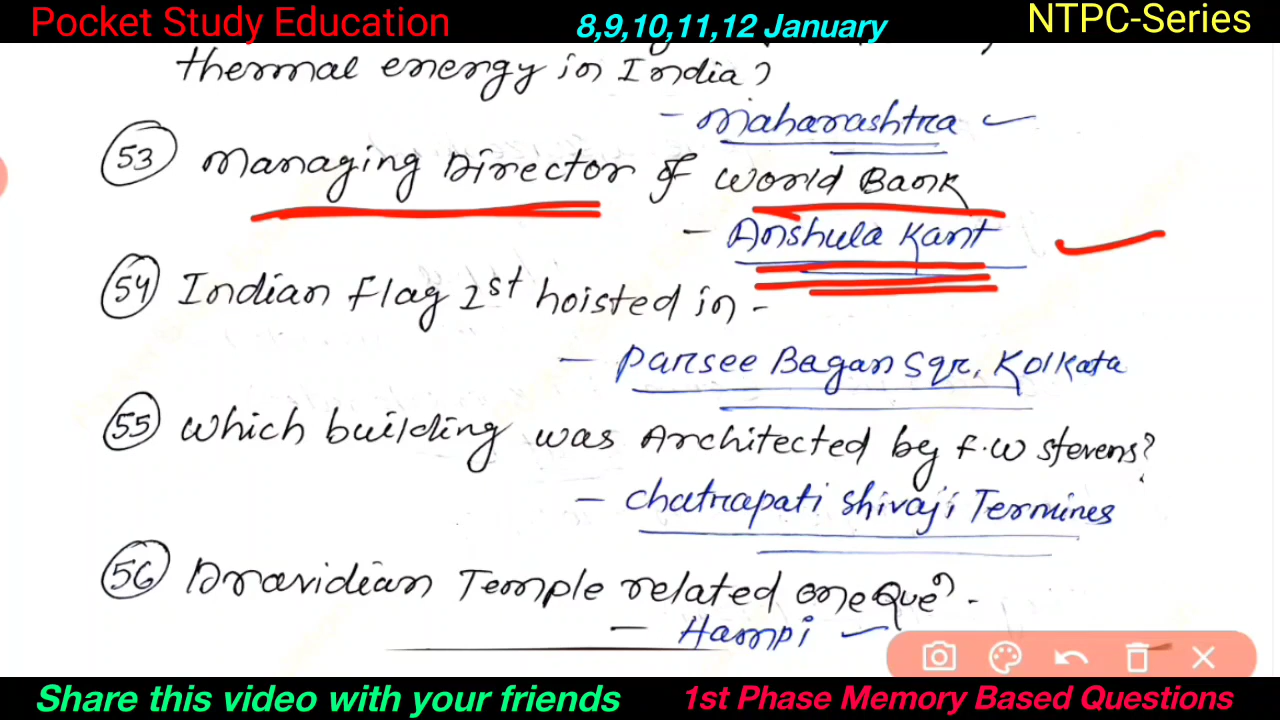 Pocket Study Education
8,9,10,11,12 January
NTPC-Series
thermal energy in India?
- Maharashtra
53 Managing Director of World Bank
- Anshula Kant
54 Indian Flag 1st hoisted in -
- Parsee Bagan Sqr, Kolkata
55 Which building was Architected by F.W Stevens?
- Chatrapati Shivaji Termines
56 Dravidian Temple related one Que? -
- Hampi
Share this video with your friends
1st Phase Memory Based Questions